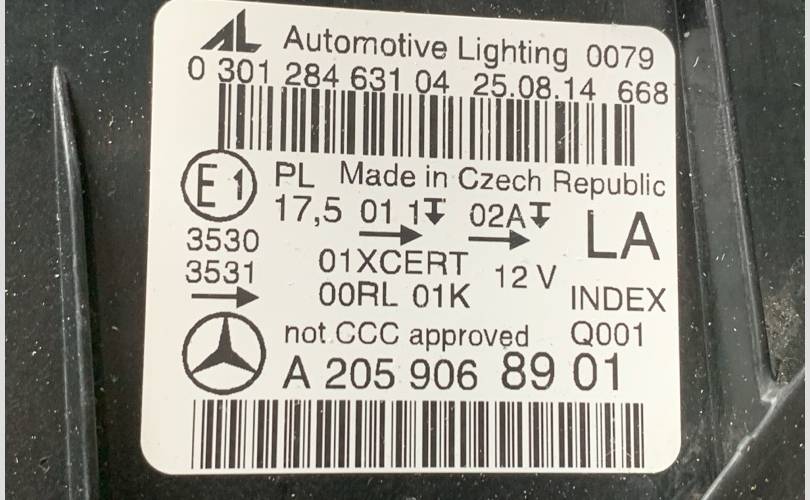 AL Automotive Lighting 0079
0 301 284 631 04 25.08.14 668
E1 PL Made in Czech Republic
17,5 01 1 02A LA
3530
3531
01XCERT 12 V
00RL 01K INDEX
not CCC approved Q001
A 205 906 89 01